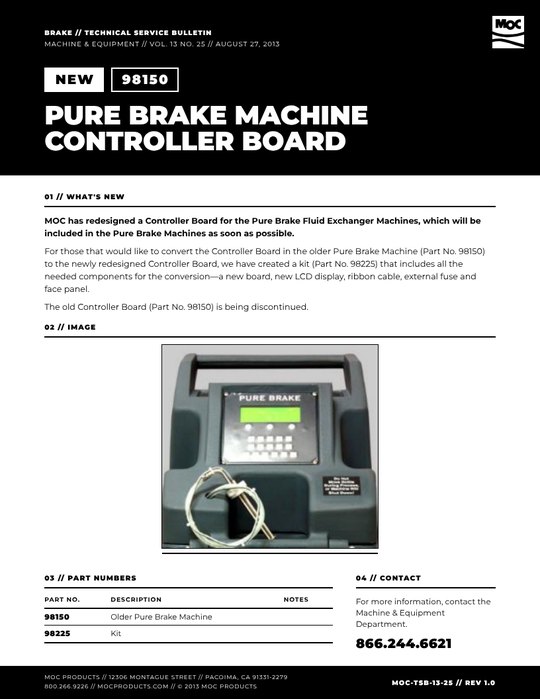 BRAKE // TECHNICAL SERVICE BULLETIN
MACHINE & EQUIPMENT // VOL. 13 NO. 25 // AUGUST 27, 2013
MOC
NEW 98150
PURE BRAKE MACHINE
CONTROLLER BOARD
01 // WHAT'S NEW
MOC has redesigned a Controller Board for the Pure Brake Fluid Exchanger Machines, which will be
included in the Pure Brake Machines as soon as possible.
For those that would like to convert the Controller Board in the older Pure Brake Machine (Part No. 98150)
to the newly redesigned Controller Board, we have created a kit (Part No. 98225) that includes all the
needed components for the conversion—a new board, new LCD display, ribbon cable, external fuse and
face panel.
The old Controller Board (Part No. 98150) is being discontinued.
02 // IMAGE
PURE BRAKE
Do Not
03 // PART NUMBERS
PART NO. DESCRIPTION NOTES
98150 Older Pure Brake Machine
98225 Kit
04 // CONTACT
For more information, contact the
Machine & Equipment
Department.
866.244.6621
MOC PRODUCTS // 12306 MONTAGUE STREET // PACOIMA, CA 91331-2279
800.266.9226 // MOCPRODUCTS.COM // © 2013 MOC PRODUCTS
MOC-TSB-13-25 // REV 1.0